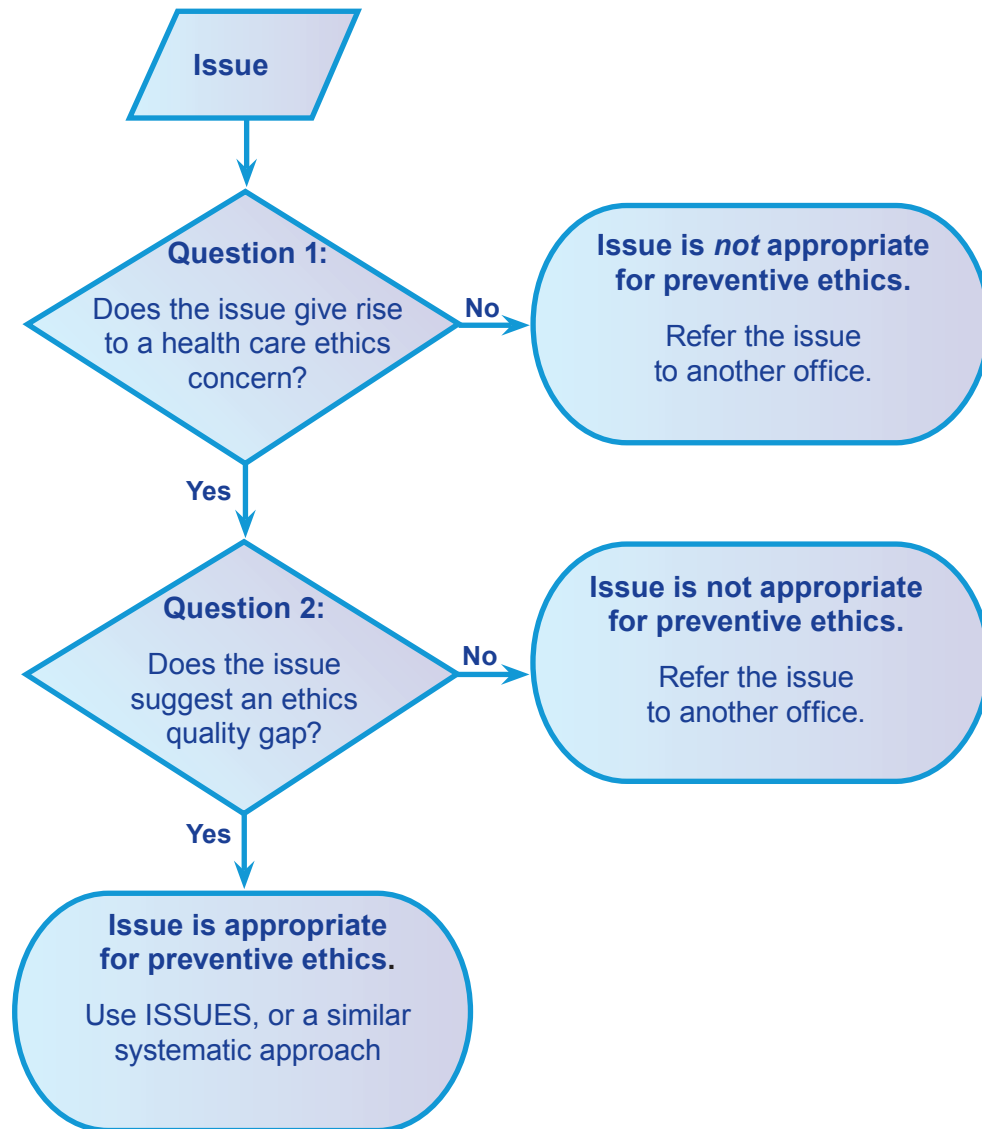 Issue
Question 1:
Does the issue give rise
to a health care ethics
concern?
No
Issue is not appropriate
for preventive ethics.
Refer the issue
to another office.
Yes
Question 2:
Does the issue
suggest an ethics
quality gap?
No
Issue is not appropriate
for preventive ethics.
Refer the issue
to another office.
Yes
Issue is appropriate
for preventive ethics.
Use ISSUES, or a similar
systematic approach